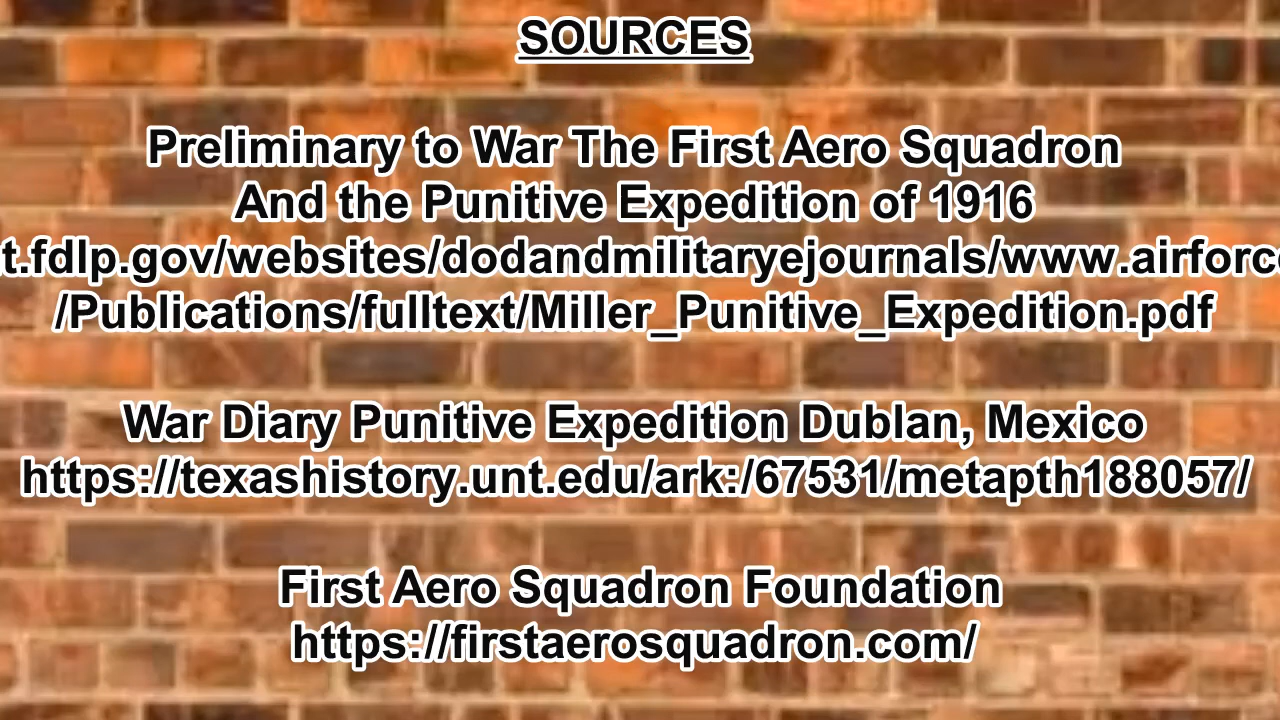 SOURCES
Preliminary to War The First Aero Squadron
And the Punitive Expedition of 1916
t.fdlp.gov/websites/dodandmilitaryejournals/www.airforc
/Publications/fulltext/Miller_Punitive_Expedition.pdf
War Diary Punitive Expedition Dublan, Mexico
https://texashistory.unt.edu/ark:/67531/metapth188057/
First Aero Squadron Foundation
https://firstaerosquadron.com/